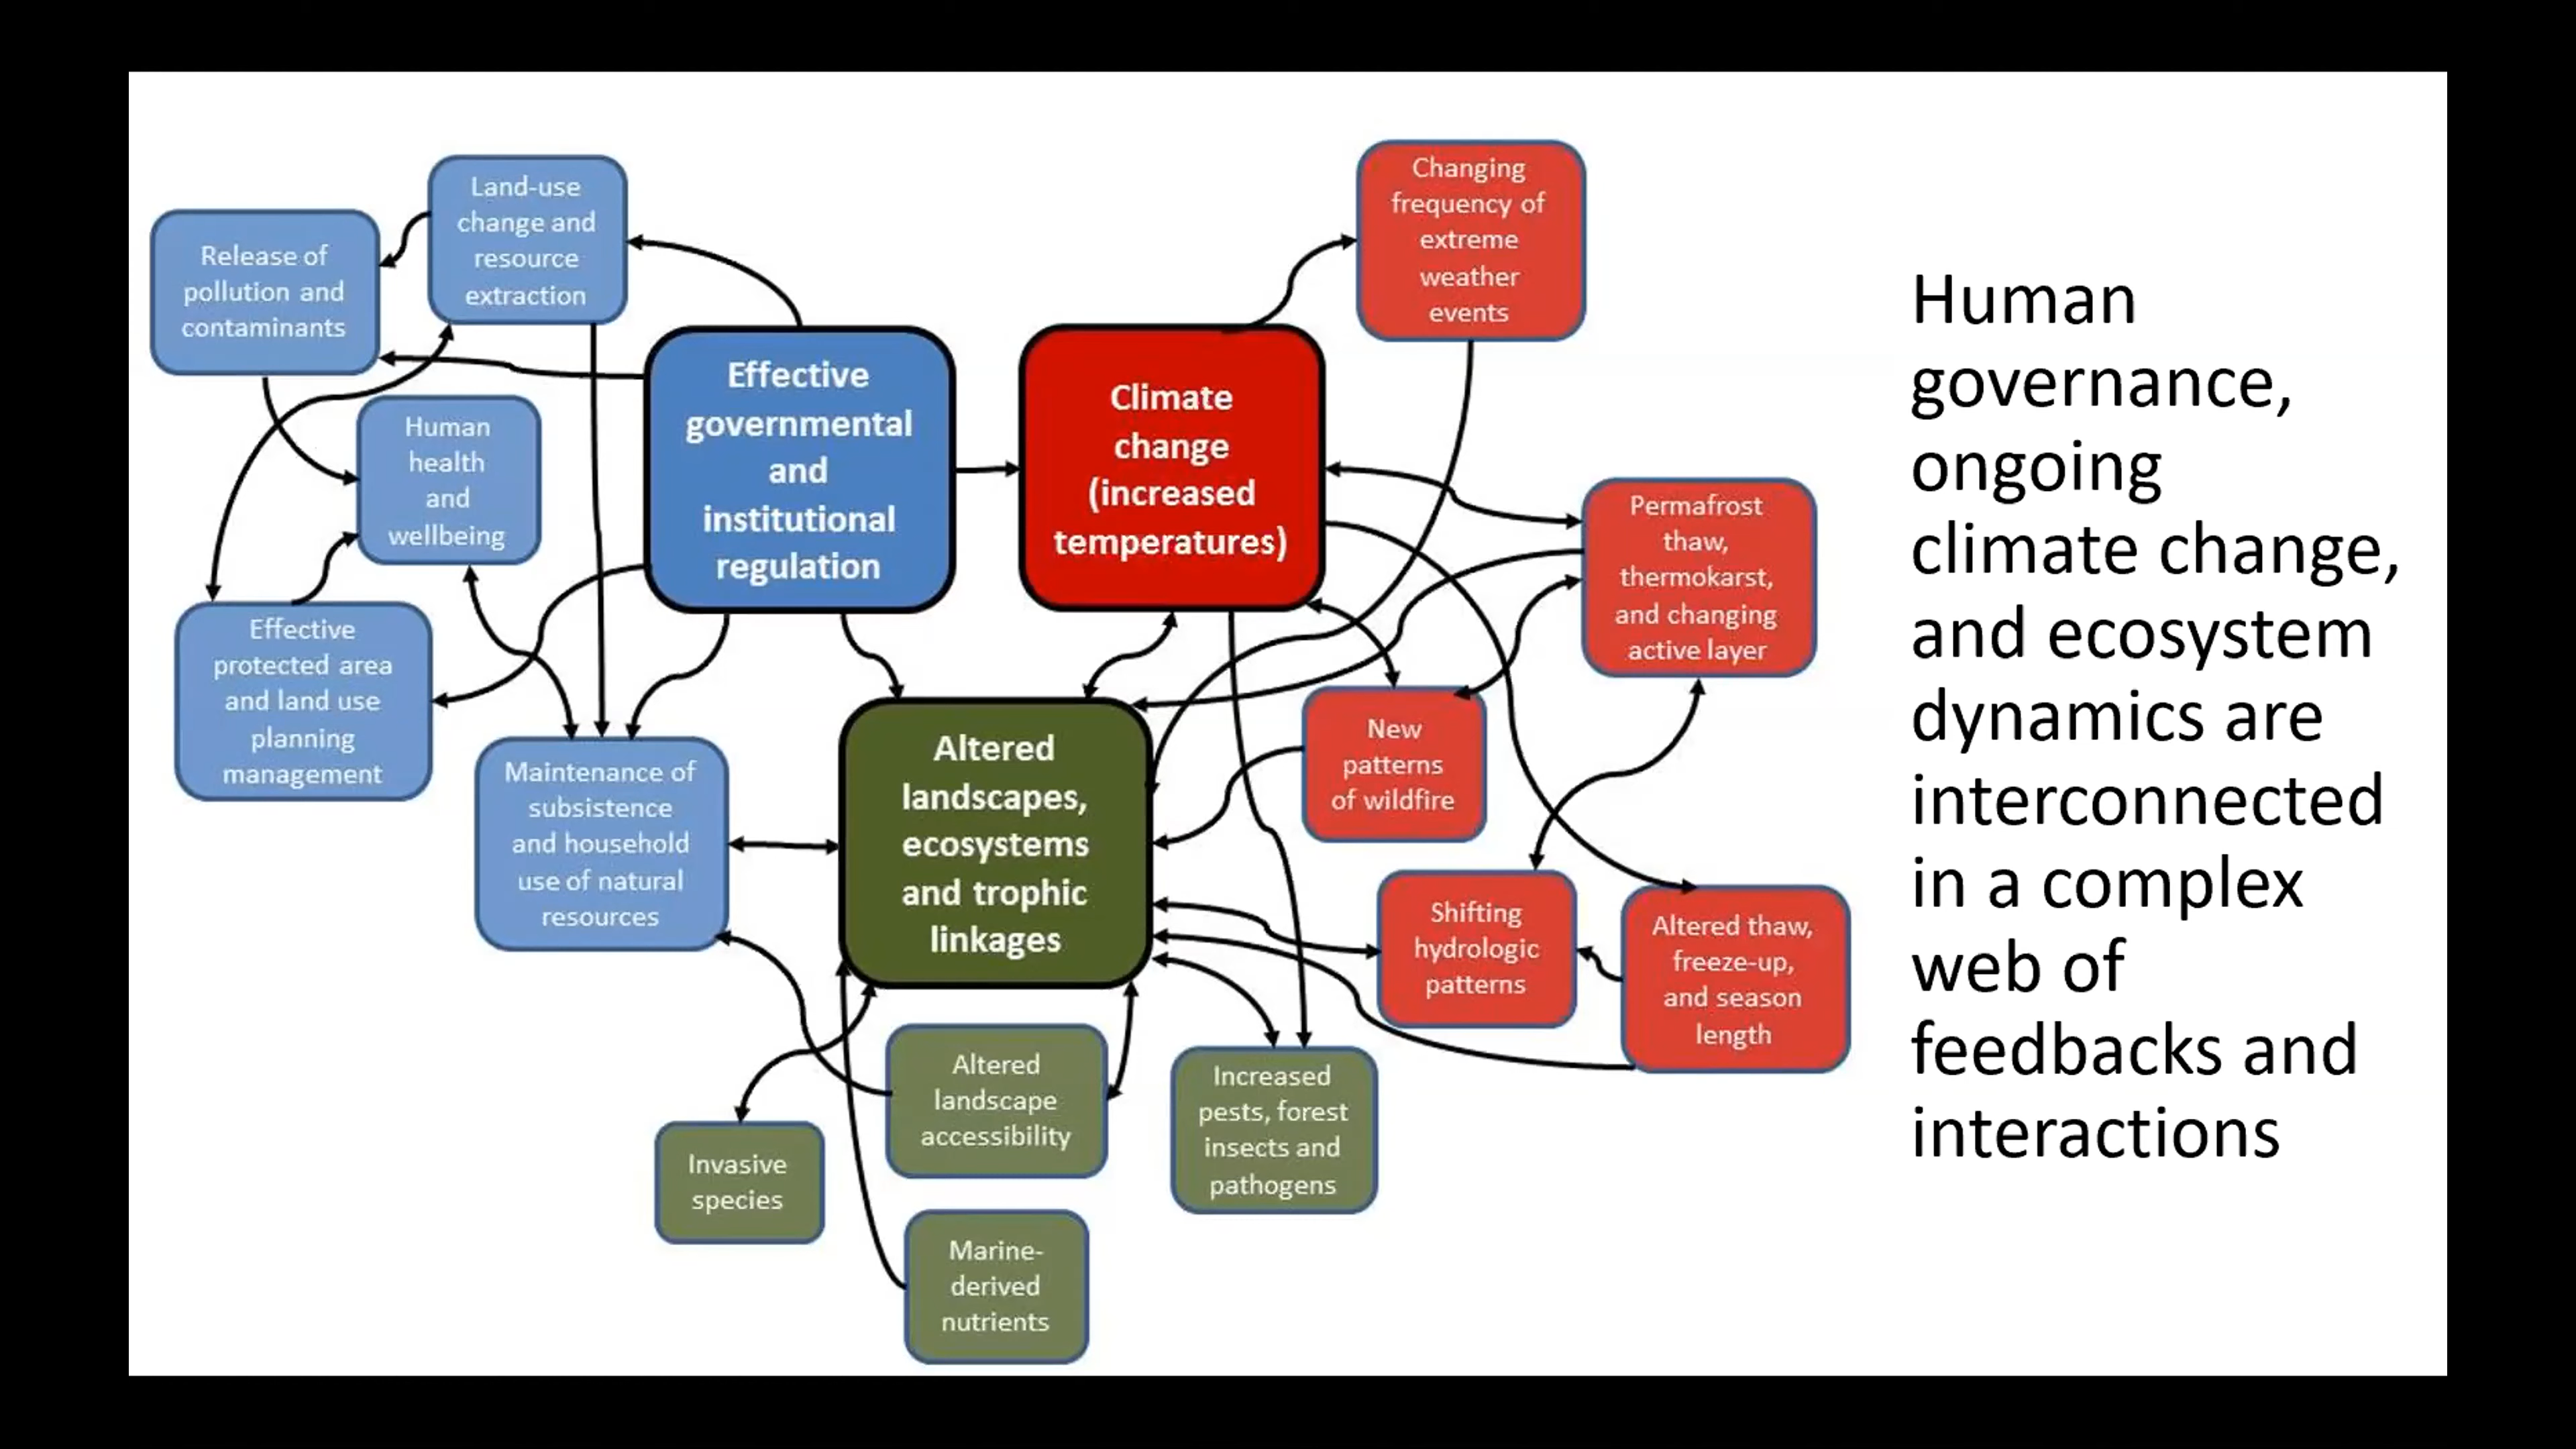 Land-use
change and
resource
extraction
Release of
pollution and
contaminants
Human
health
and
wellbeing
Effective
protected area
and land use
planning
management
Maintenance of
subsistence
and household
use of natural
resources
Effective
governmental
and
institutional
regulation
Climate
change
(increased
temperatures)
Changing
frequency of
extreme
weather
events
Permafrost
thaw,
thermokarst,
and changing
active layer
New
patterns
of wildfire
Shifting
hydrologic
patterns
Altered thaw,
freeze-up,
and season
length
Altered
landscapes,
ecosystems
and trophic
linkages
Altered
landscape
accessibility
Increased
pests, forest
insects and
pathogens
Invasive
species
Marine-
derived
nutrients
Human
governance,
ongoing
climate change,
and ecosystem
dynamics are
interconnected
in a complex
web of
feedbacks and
interactions